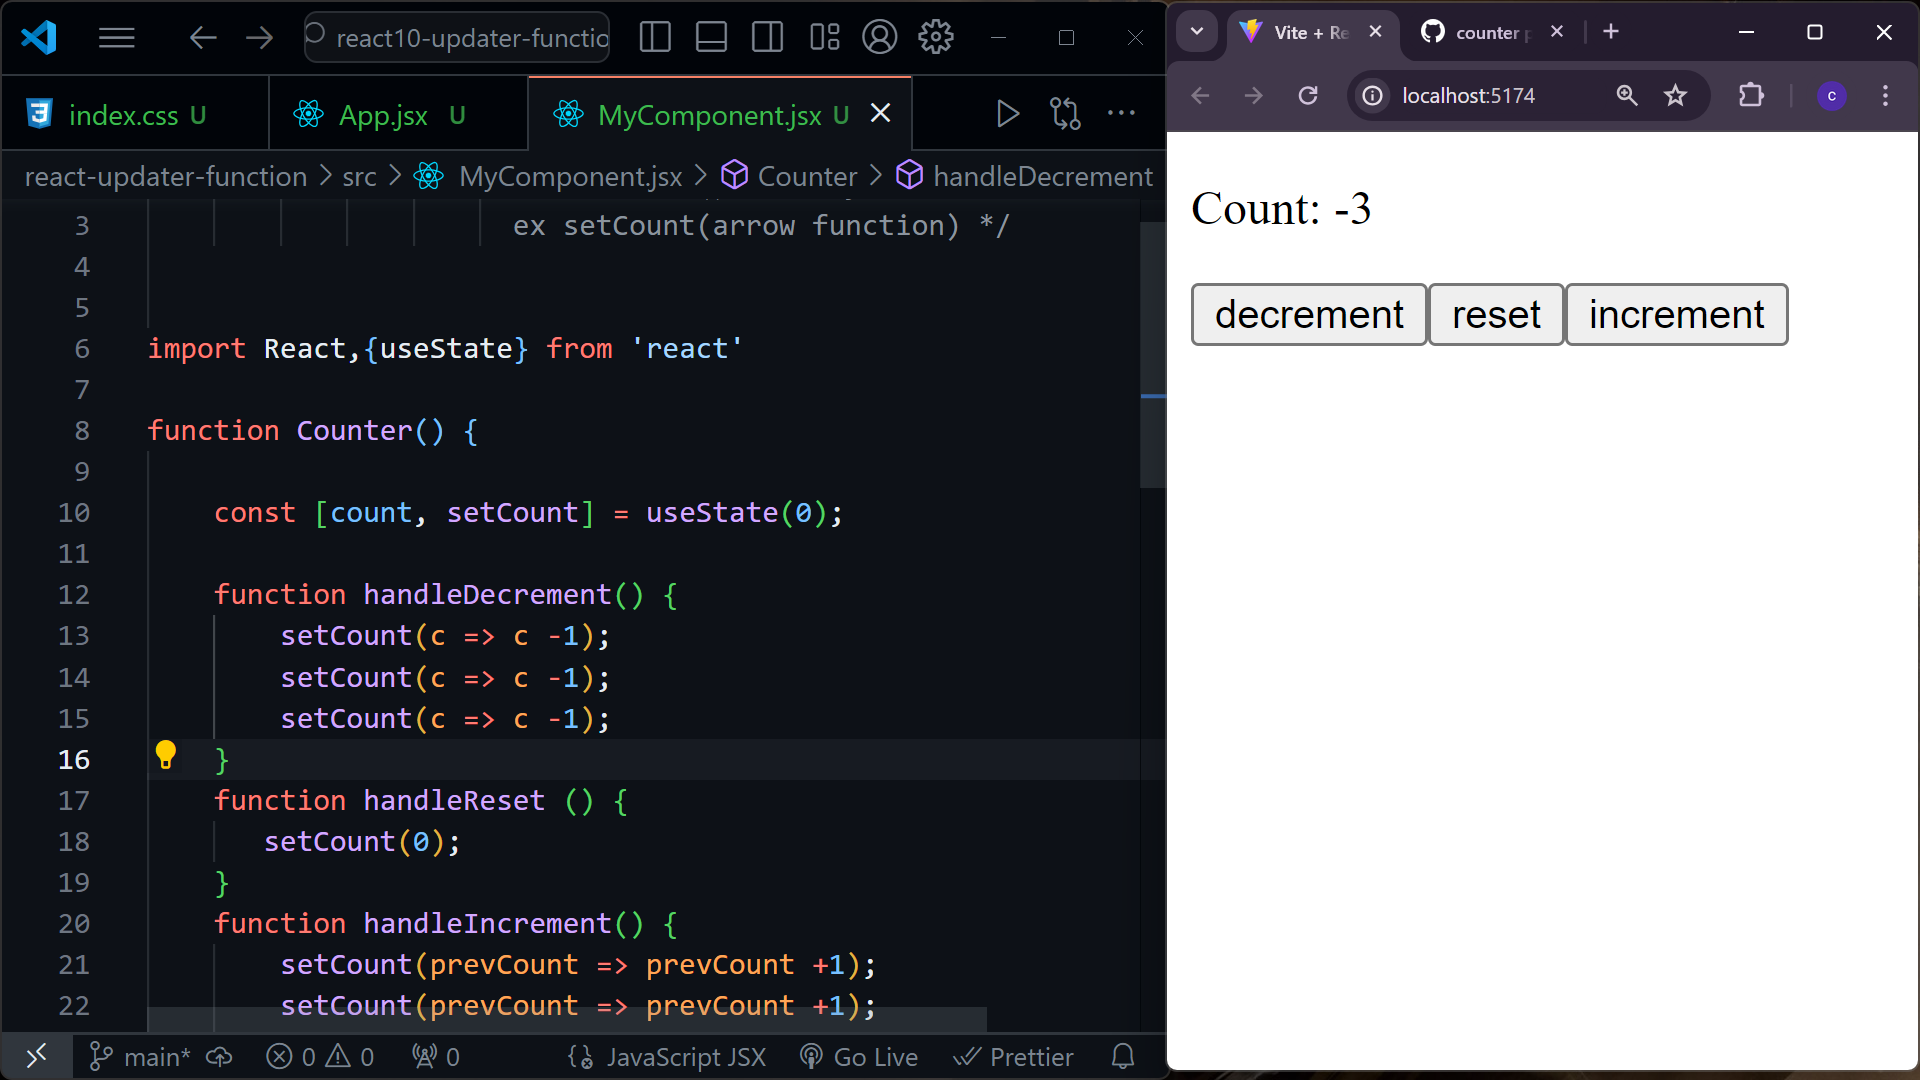 react10-updater-functio
index.css U
App.jsx U
MyComponent.jsx U
react-updater-function > src > MyComponent.jsx > Counter > handleDecrement
3 ex setCount(arrow function) */
4
5
6 import React,{useState} from 'react'
7
8 function Counter() {
9
10 const [count, setCount] = useState(0);
11
12 function handleDecrement() {
13 setCount(c => c -1);
14 setCount(c => c -1);
15 setCount(c => c -1);
16 }
17 function handleReset () {
18 setCount(0);
19 }
20 function handleIncrement() {
21 setCount(prevCount => prevCount +1);
22 setCount(prevCount => prevCount +1);
main* 0 0 0 JavaScript JSX Go Live Prettier
Vite + Re
counter p
localhost:5174
c
Count: -3
decrement reset increment